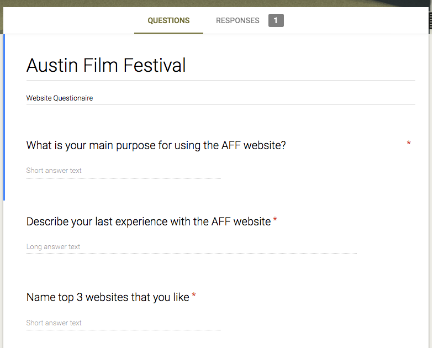 QUESTIONS RESPONSES 1
Austin Film Festival
Website Questionaire
What is your main purpose for using the AFF website? *
Short answer text
Describe your last experience with the AFF website *
Long answer text
Name top 3 websites that you like *
Short answer text